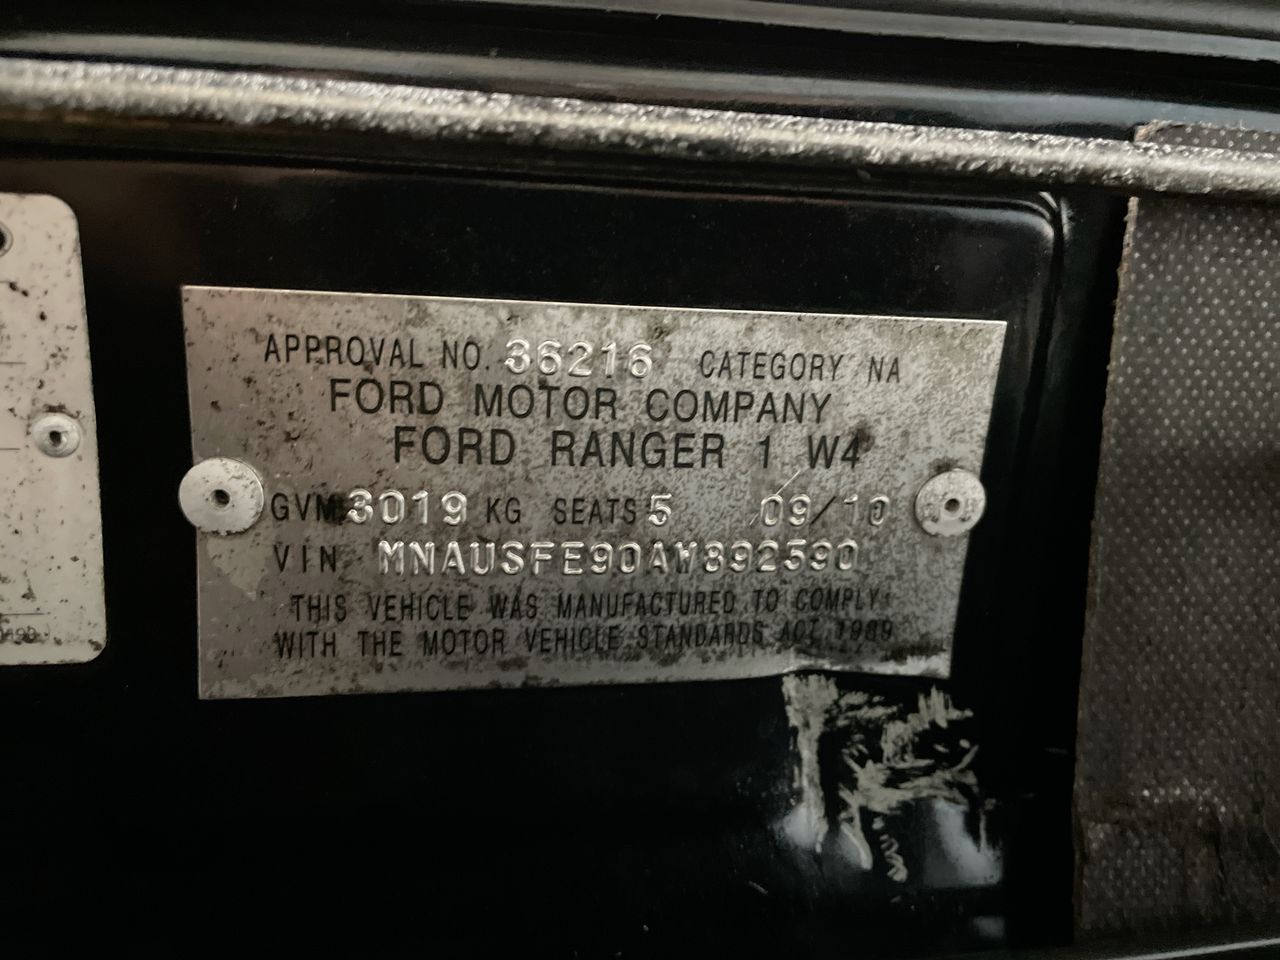 APPROVAL NO. 36216 CATEGORY NA
FORD MOTOR COMPANY
FORD RANGER 1 W4
GVM 3019 KG SEATS 5 09/10
VIN MNAUSFE90AW892590
THIS VEHICLE WAS MANUFACTURED TO COMPLY
WITH THE MOTOR VEHICLE STANDARDS ACT 1989